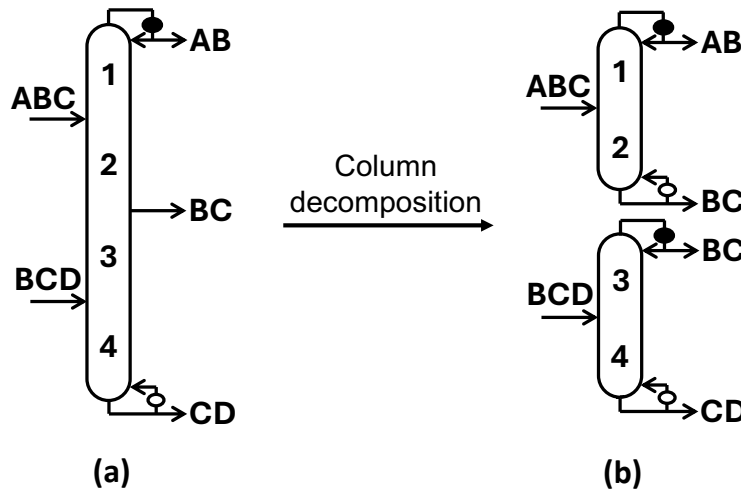 AB
1
ABC
2
BC
3
BCD
4
CD
(a)
Column
decomposition
AB
1
ABC
2
BC
BC
3
BCD
4
CD
(b)